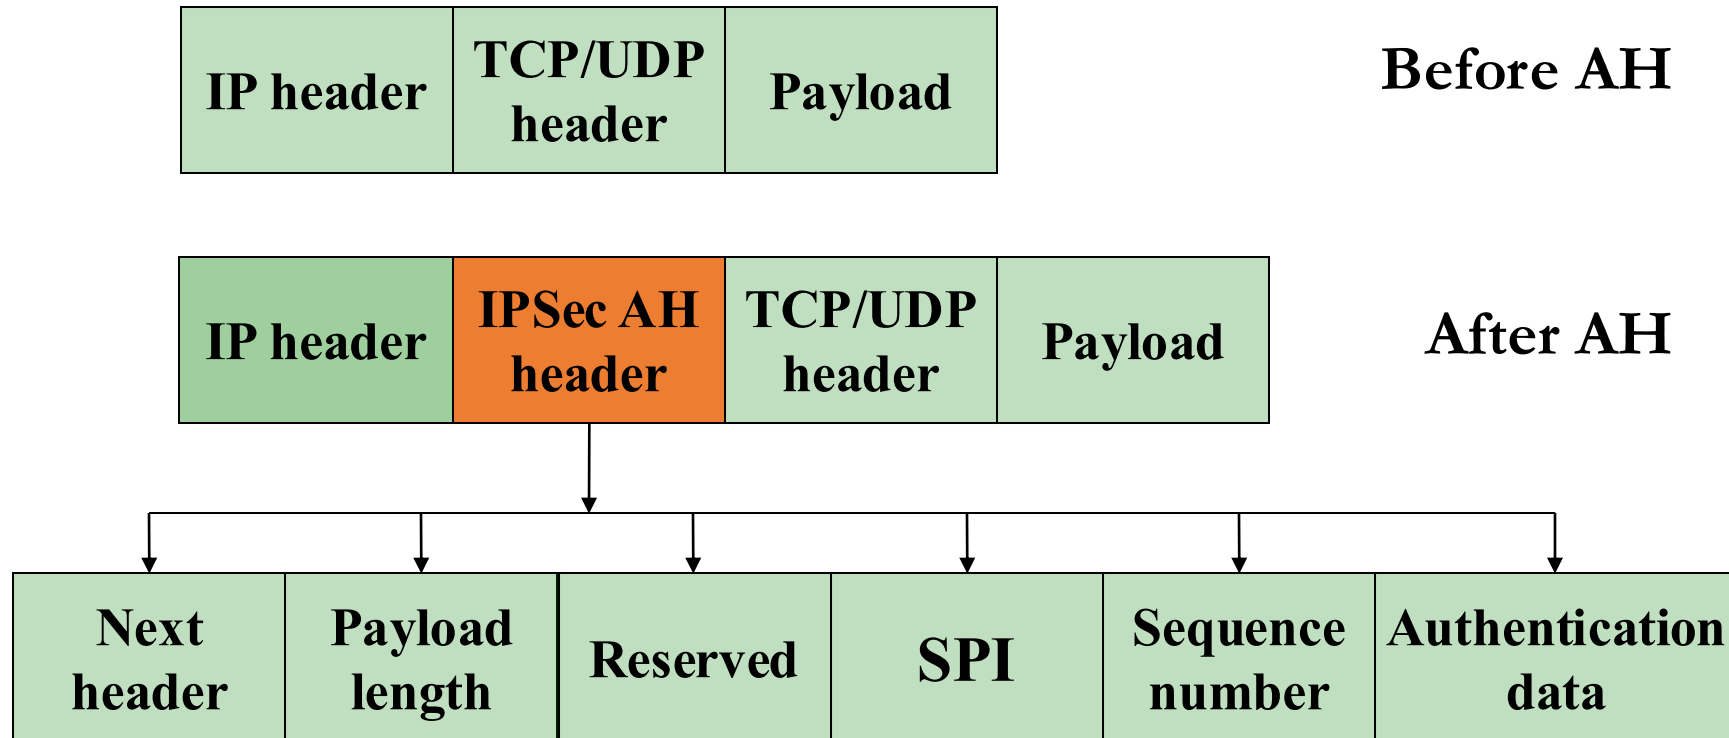 IP header
TCP/UDP
header
Payload
Before AH
IP header
IPSec AH
header
TCP/UDP
header
Payload
After AH
Next
header
Payload
length
Reserved
SPI
Sequence
number
Authentication
data